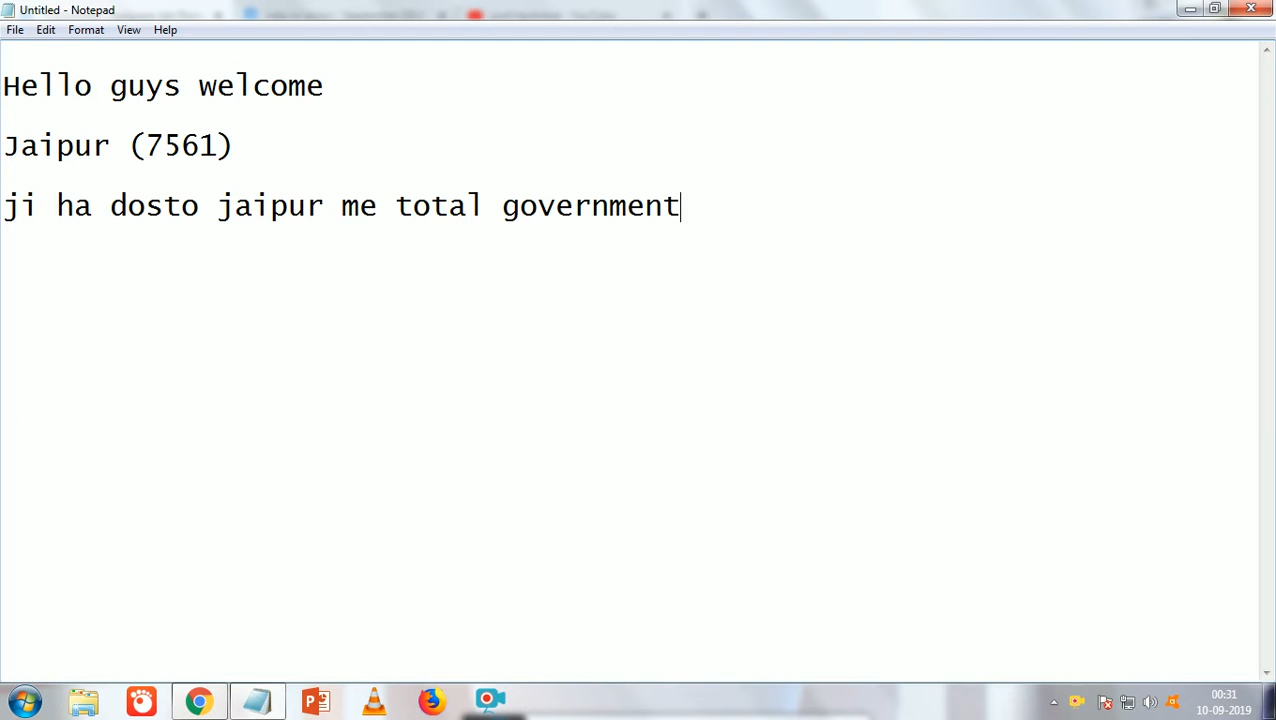 Untitled - Notepad
File Edit Format View Help
Hello guys welcome
Jaipur (7561)
ji ha dosto jaipur me total government
00:31
10-09-2019